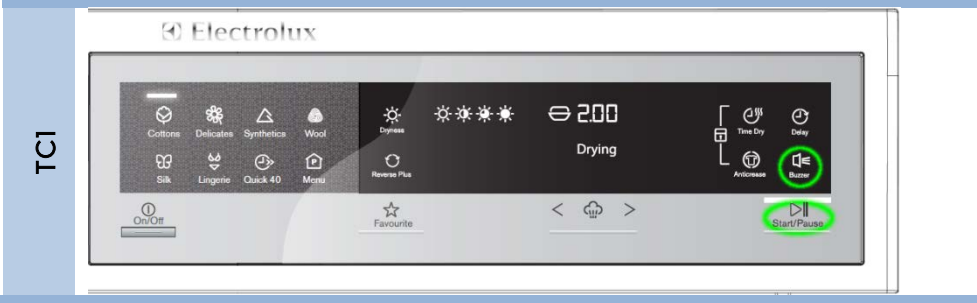 TCI
Electrolux
Cottons Delicates Synthetics Wool
Silk Lingerie Quick 40 Menu
Dryness
Reverse Plus
2.00
Drying
Time Dry Delay
Anticrease Buzzer
On/Off
Favourite
< >
Start/Pause